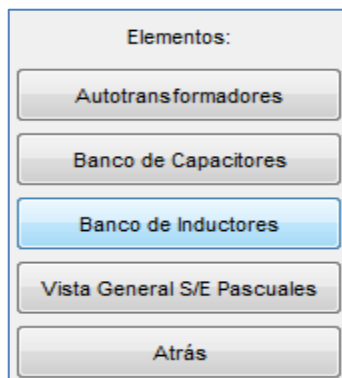 Elementos:
Autotransformadores
Banco de Capacitores
Banco de Inductores
Vista General S/E Pascuales
Atrás